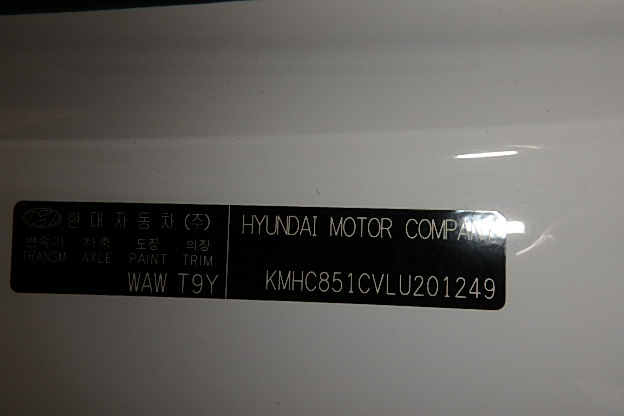 현대자동차 (주)
변속기 차축 도장 의장
TRANSM AXLE PAINT TRIM
WAW T9Y
HYUNDAI MOTOR COMPANY
KMHC851CVLU201249